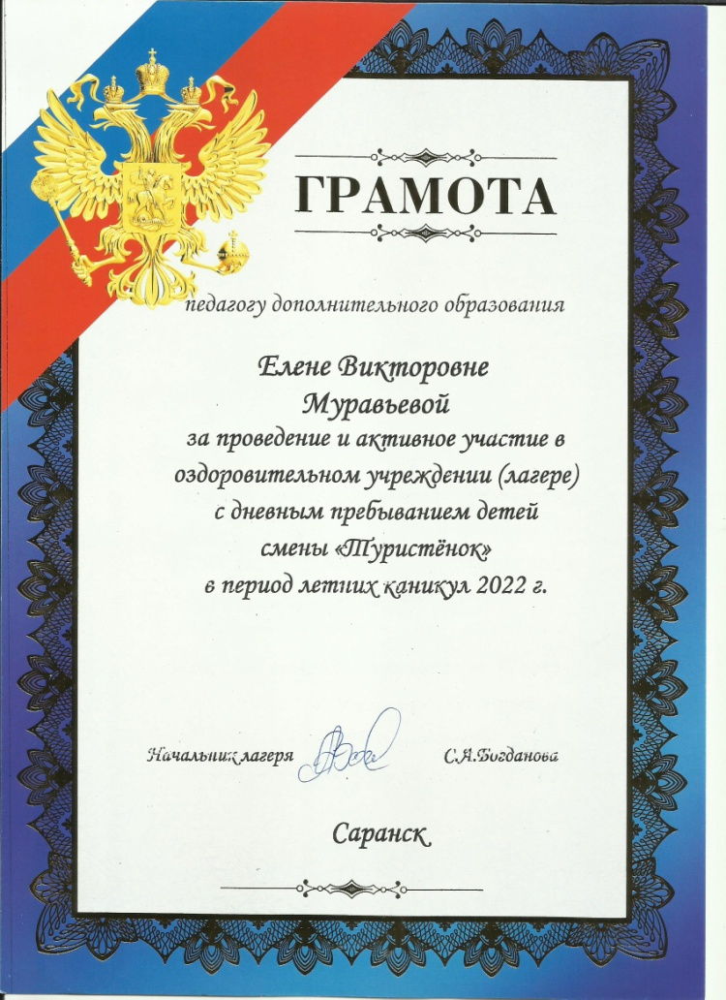 ГРАМОТА
педагогу дополнительного образования
Елене Викторовне
Муравьевой
за проведение и активное участие в
оздоровительном учреждении (лагере)
с дневным пребыванием детей
смены «Туристёнок»
в период летних каникул 2022 г.
Начальник лагеря С.А.Богданова
Саранск